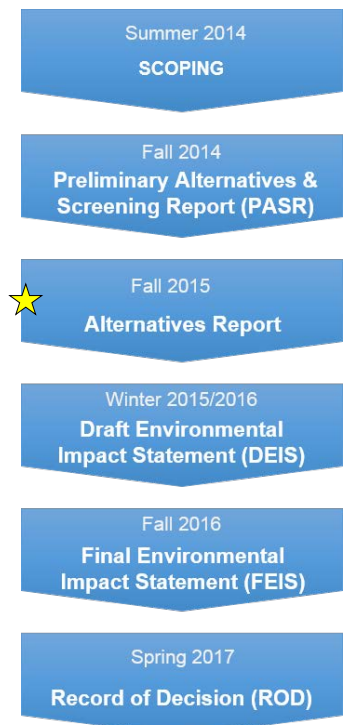 Summer 2014
SCOPING
Fall 2014
Preliminary Alternatives &
Screening Report (PASR)
Fall 2015
Alternatives Report
Winter 2015/2016
Draft Environmental
Impact Statement (DEIS)
Fall 2016
Final Environmental
Impact Statement (FEIS)
Spring 2017
Record of Decision (ROD)